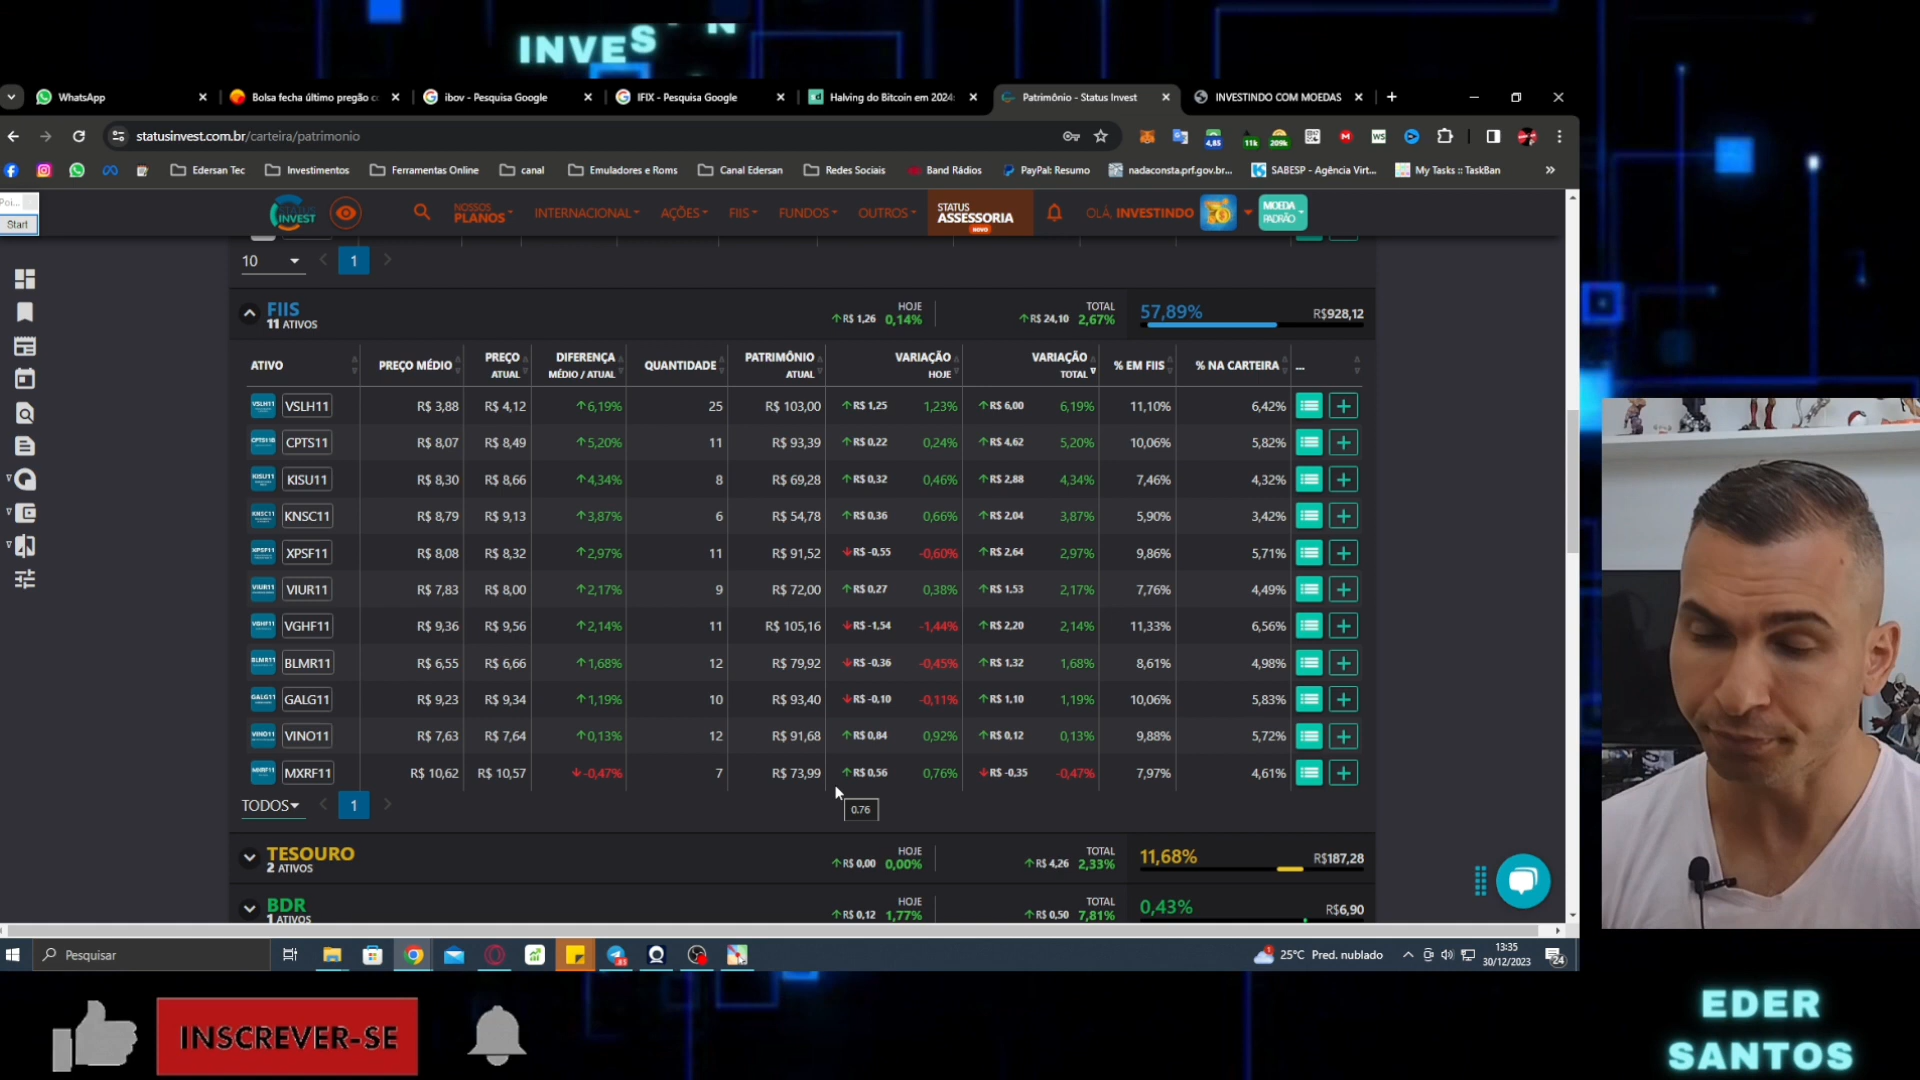 INVES N
WhatsApp
Bolsa fecha último pregão c
ibov - Pesquisa Google
IFIX - Pesquisa Google
Halving do Bitcoin em 2024:
Patrimônio - Status Invest
INVESTINDO COM MOEDAS
statusinvest.com.br/carteira/patrimonio
4,85
11k
209k
Edersan Tec
Investimentos
Ferramentas Online
canal
Emuladores e Roms
Canal Edersan
Redes Sociais
Band Rádios
PayPal: Resumo
nadaconsta.prf.gov.br...
SABESP - Agência Virt...
My Tasks :: TaskBan
Poi...
Start
STATUS INVEST
NOSSOS PLANOS
INTERNACIONAL
AÇÕES
FIIS
FUNDOS
OUTROS
STATUS ASSESSORIA
NOVO
OLÁ, INVESTINDO
MOEDA PADRÃO
10 1
FIIS
11 ATIVOS
HOJE
R$ 1,26 0,14%
TOTAL
R$ 24,10 2,67%
57,89% R$928,12
ATIVO PREÇO MÉDIO PREÇO ATUAL DIFERENÇA MÉDIO / ATUAL QUANTIDADE PATRIMÔNIO ATUAL VARIAÇÃO HOJE VARIAÇÃO TOTAL % EM FIIS % NA CARTEIRA ...
VSLH11 R$ 3,88 R$ 4,12 6,19% 25 R$ 103,00 R$ 1,25 1,23% R$ 6,00 6,19% 11,10% 6,42%
CPTS11 R$ 8,07 R$ 8,49 5,20% 11 R$ 93,39 R$ 0,22 0,24% R$ 4,62 5,20% 10,06% 5,82%
KISU11 R$ 8,30 R$ 8,66 4,34% 8 R$ 69,28 R$ 0,32 0,46% R$ 2,88 4,34% 7,46% 4,32%
KNSC11 R$ 8,79 R$ 9,13 3,87% 6 R$ 54,78 R$ 0,36 0,66% R$ 2,04 3,87% 5,90% 3,42%
XPSF11 R$ 8,08 R$ 8,32 2,97% 11 R$ 91,52 R$ -0,55 -0,60% R$ 2,64 2,97% 9,86% 5,71%
VIUR11 R$ 7,83 R$ 8,00 2,17% 9 R$ 72,00 R$ 0,27 0,38% R$ 1,53 2,17% 7,76% 4,49%
VGHF11 R$ 9,36 R$ 9,56 2,14% 11 R$ 105,16 R$ -1,54 -1,44% R$ 2,20 2,14% 11,33% 6,56%
BLMR11 R$ 6,55 R$ 6,66 1,68% 12 R$ 79,92 R$ -0,36 -0,45% R$ 1,32 1,68% 8,61% 4,98%
GALG11 R$ 9,23 R$ 9,34 1,19% 10 R$ 93,40 R$ -0,10 -0,11% R$ 1,10 1,19% 10,06% 5,83%
VINO11 R$ 7,63 R$ 7,64 0,13% 12 R$ 91,68 R$ 0,84 0,92% R$ 0,12 0,13% 9,88% 5,72%
MXRF11 R$ 10,62 R$ 10,57 -0,47% 7 R$ 73,99 R$ 0,56 0,76% R$ -0,35 -0,47% 7,97% 4,61%
TODOS 1
0.76
TESOURO
2 ATIVOS
HOJE
R$ 0,00 0,00%
TOTAL
R$ 4,26 2,33%
11,68% R$187,28
BDR
1 ATIVOS
HOJE
R$ 0,12 1,77%
TOTAL
R$ 0,50 7,81%
0,43% R$6,90
Pesquisar
25°C Pred. nublado
13:35
30/12/2023
24
INSCREVER-SE
EDER
SANTOS